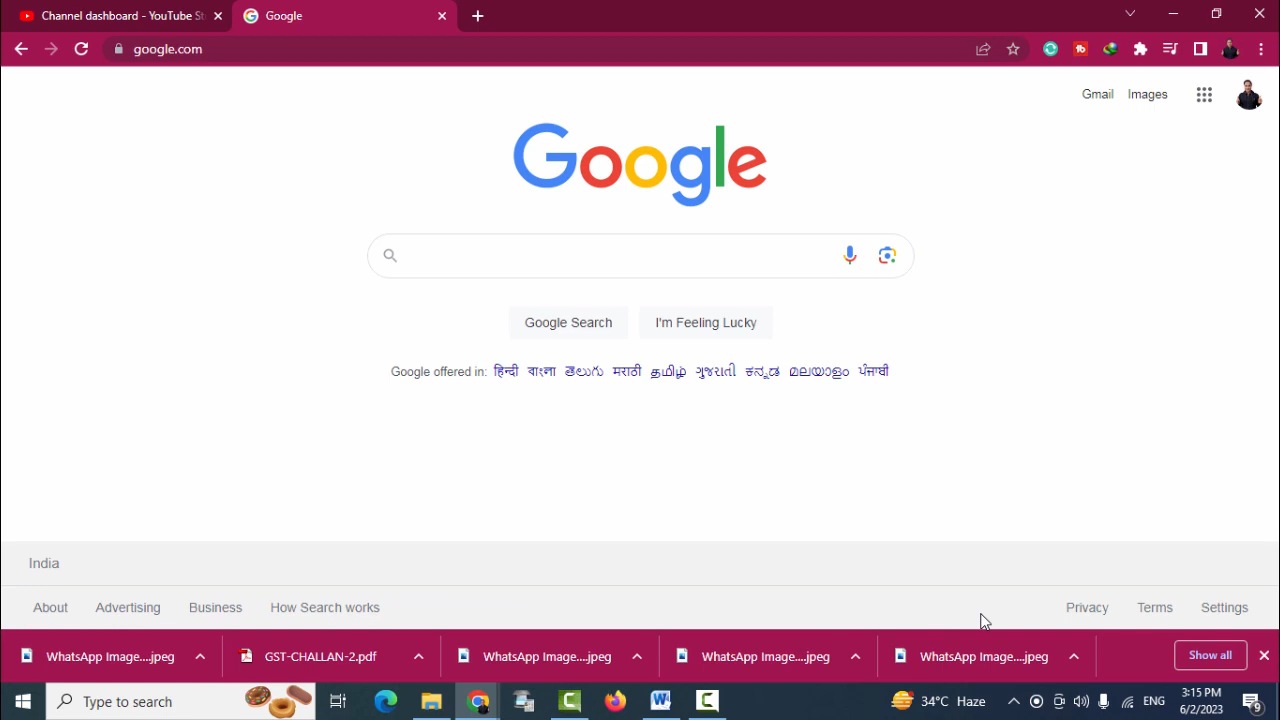 Channel dashboard - YouTube St
Google
google.com
Gmail Images
Google
Google Search I'm Feeling Lucky
Google offered in: हिन्दी বাংলা తెలుగు मराठी தமிழ் ગુજરાતી ಕನ್ನಡ മലയാളം ਪੰਜਾਬੀ
India
About Advertising Business How Search works Privacy Terms Settings
WhatsApp Image....jpeg GST-CHALLAN-2.pdf WhatsApp Image....jpeg WhatsApp Image....jpeg WhatsApp Image....jpeg Show all
Type to search 34°C Haze ENG 3:15 PM
6/2/2023 9